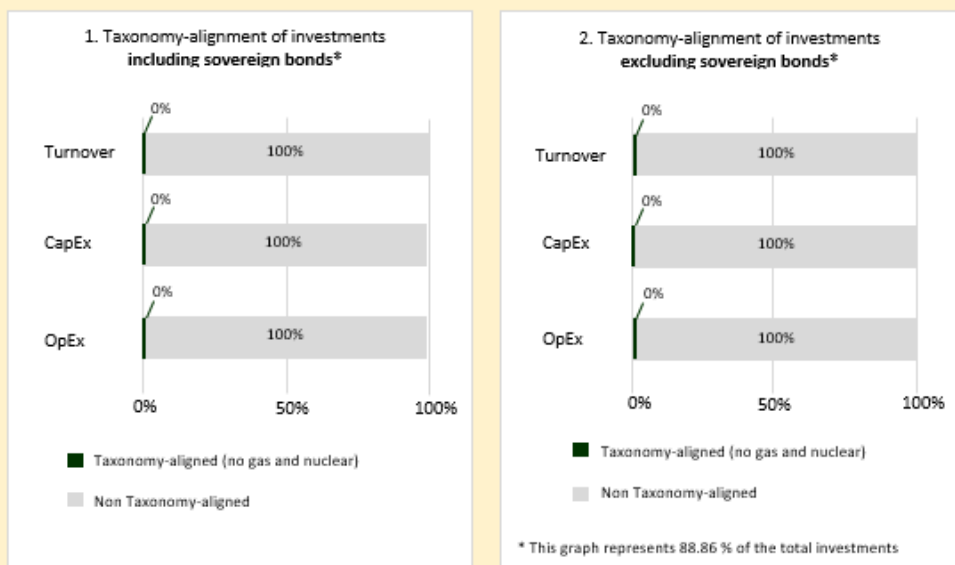 1. Taxonomy-alignment of investments
including sovereign bonds*
0%
Turnover
100%
0%
CapEx
100%
0%
OpEx
100%
0%
50%
100%
Taxonomy-aligned (no gas and nuclear)
Non Taxonomy-aligned
2. Taxonomy-alignment of investments
excluding sovereign bonds*
0%
Turnover
100%
0%
CapEx
100%
0%
OpEx
100%
0%
50%
100%
Taxonomy-aligned (no gas and nuclear)
Non Taxonomy-aligned
* This graph represents 88.86 % of the total investments